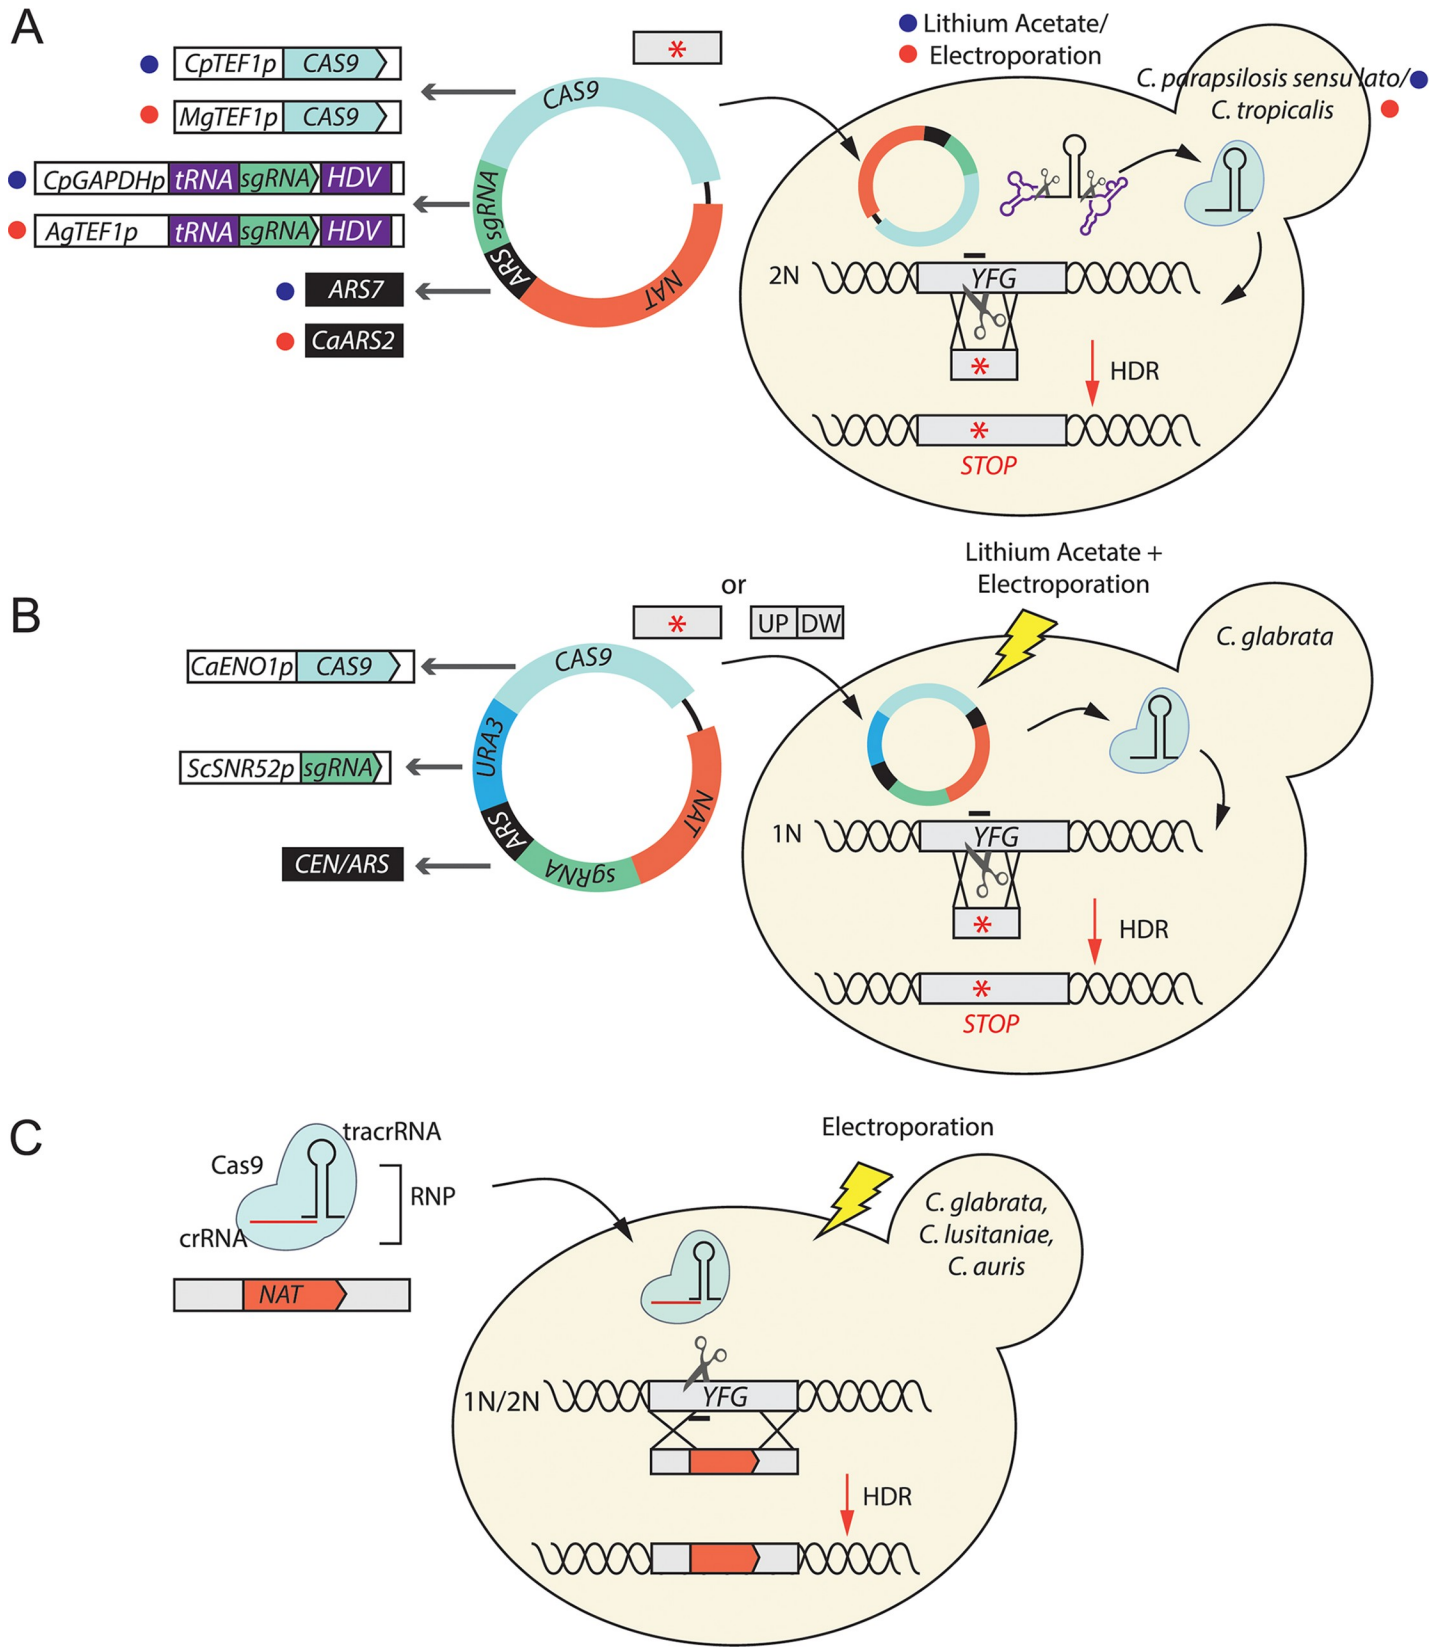 A
CpTEF1p CAS9
MgTEF1p CAS9
CpGAPDHp tRNA sgRNA HDV
AgTEF1p tRNA sgRNA HDV
ARS7
CaARS2
*
CAS9
sgRNA
ARS
NAT
Lithium Acetate/
Electroporation
C. parapsilosis sensu lato/
C. tropicalis
2N
YFG
*
HDR
*
STOP
B
CaENO1p CAS9
ScSNR52p sgRNA
CEN/ARS
or
* UP DW
CAS9
URA3
ARS
sgRNA
NAT
Lithium Acetate +
Electroporation
C. glabrata
1N
YFG
*
HDR
*
STOP
C
tracrRNA
Cas9
RNP
crRNA
NAT
Electroporation
C. glabrata,
C. lusitaniae,
C. auris
1N/2N
YFG
HDR